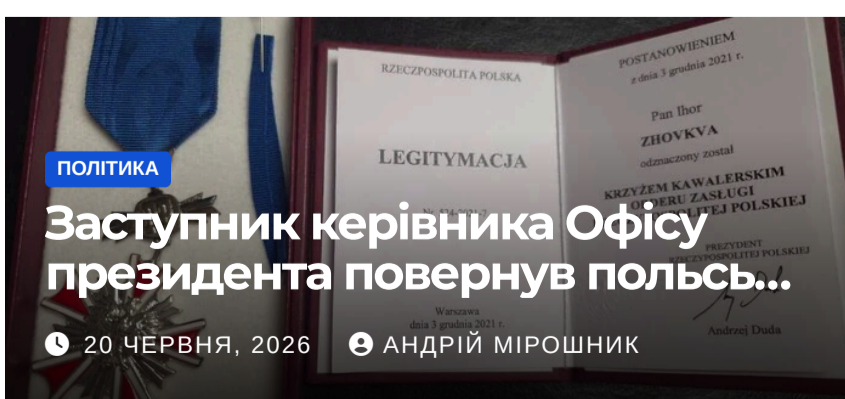 RZECZPOSPOLITA POLSKA
LEGITYMACJA
Warszawa
dnia 3 grudnia 2021 r.
POSTANOWIENIEM
z dnia 3 grudnia 2021 r.
Pan Ihor
ZHOVKVA
odznaczony został
KRZYŻEM KAWALERSKIM
ORDERU ZASŁUGI
POLITEJ POLSKIEJ
PREZYDENT
RZECZYPOSPOLITEJ POLSKIEJ
Andrzej Duda
ПОЛІТИКА
Заступник керівника Офісу
президента повернув польсь...
20 ЧЕРВНЯ, 2026 АНДРІЙ МІРОШНИК